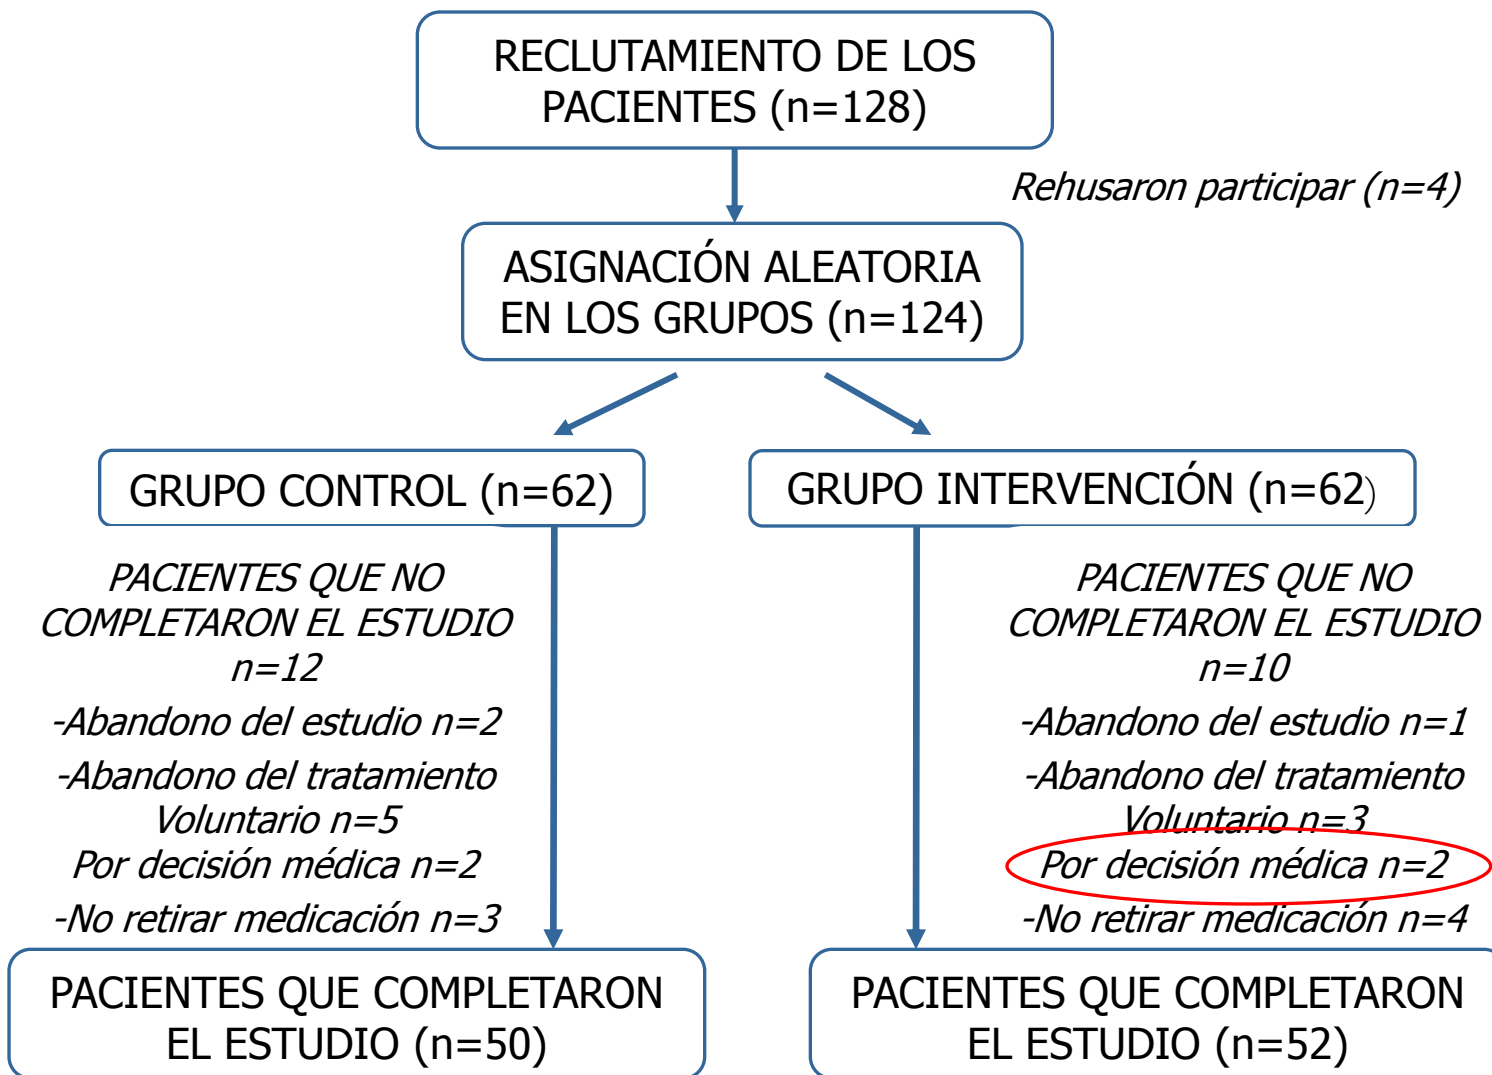 RECLUTAMIENTO DE LOS
PACIENTES (n=128)
Rehusaron participar (n=4)
ASIGNACIÓN ALEATORIA
EN LOS GRUPOS (n=124)
GRUPO CONTROL (n=62)
PACIENTES QUE NO
COMPLETARON EL ESTUDIO
n=12
-Abandono del estudio n=2
-Abandono del tratamiento
Voluntario n=5
Por decisión médica n=2
-No retirar medicación n=3
PACIENTES QUE COMPLETARON
EL ESTUDIO (n=50)
GRUPO INTERVENCIÓN (n=62)
PACIENTES QUE NO
COMPLETARON EL ESTUDIO
n=10
-Abandono del estudio n=1
-Abandono del tratamiento
Voluntario n=3
Por decisión médica n=2
-No retirar medicación n=4
PACIENTES QUE COMPLETARON
EL ESTUDIO (n=52)